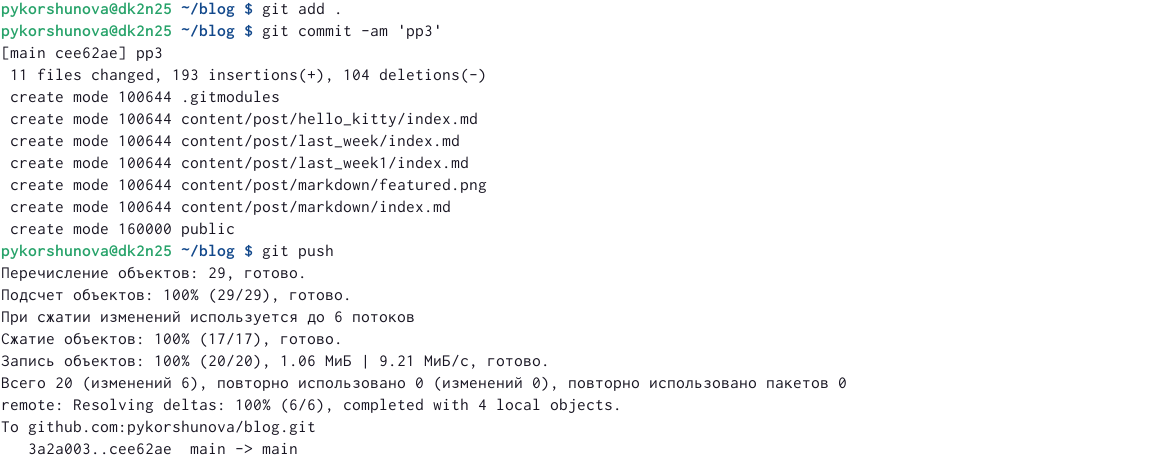 pykorshunova@dk2n25 ~/blog $ git add .
pykorshunova@dk2n25 ~/blog $ git commit -am 'pp3'
[main cee62ae] pp3
 11 files changed, 193 insertions(+), 104 deletions(-)
 create mode 100644 .gitmodules
 create mode 100644 content/post/hello_kitty/index.md
 create mode 100644 content/post/last_week/index.md
 create mode 100644 content/post/last_week1/index.md
 create mode 100644 content/post/markdown/featured.png
 create mode 100644 content/post/markdown/index.md
 create mode 160000 public
pykorshunova@dk2n25 ~/blog $ git push
Перечисление объектов: 29, готово.
Подсчет объектов: 100% (29/29), готово.
При сжатии изменений используется до 6 потоков
Сжатие объектов: 100% (17/17), готово.
Запись объектов: 100% (20/20), 1.06 МиБ | 9.21 МиБ/с, готово.
Всего 20 (изменений 6), повторно использовано 0 (изменений 0), повторно использовано пакетов 0
remote: Resolving deltas: 100% (6/6), completed with 4 local objects.
To github.com:pykorshunova/blog.git
   3a2a003..cee62ae  main -> main